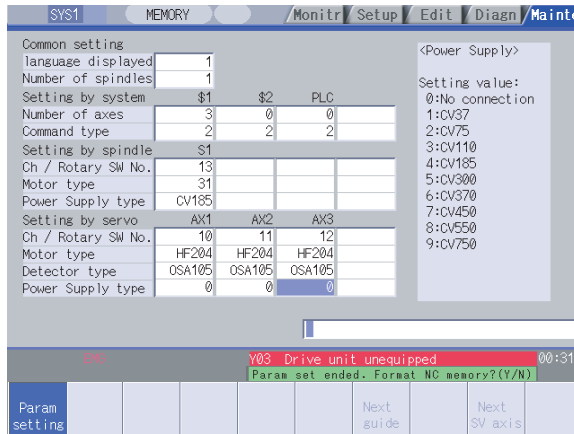 SYS1 MEMORY Monitr Setup Edit Diagn Mainte
Common setting
language displayed 1
Number of spindles 1
Setting by system $1 $2 PLC
Number of axes 3 0 0
Command type 2 2 2
Setting by spindle S1
Ch / Rotary SW No. 13
Motor type 31
Power Supply type CV185
Setting by servo AX1 AX2 AX3
Ch / Rotary SW No. 10 11 12
Motor type HF204 HF204 HF204
Detector type OSA105 OSA105 OSA105
Power Supply type 0 0 0
<Power Supply>
Setting value:
0:No connection
1:CV37
2:CV75
3:CV110
4:CV185
5:CV300
6:CV370
7:CV450
8:CV550
9:CV750
Y03 Drive unit unequipped 00:31
Param set ended. Format NC memory?(Y/N)
Param
setting
Next
guide
Next
SV axis